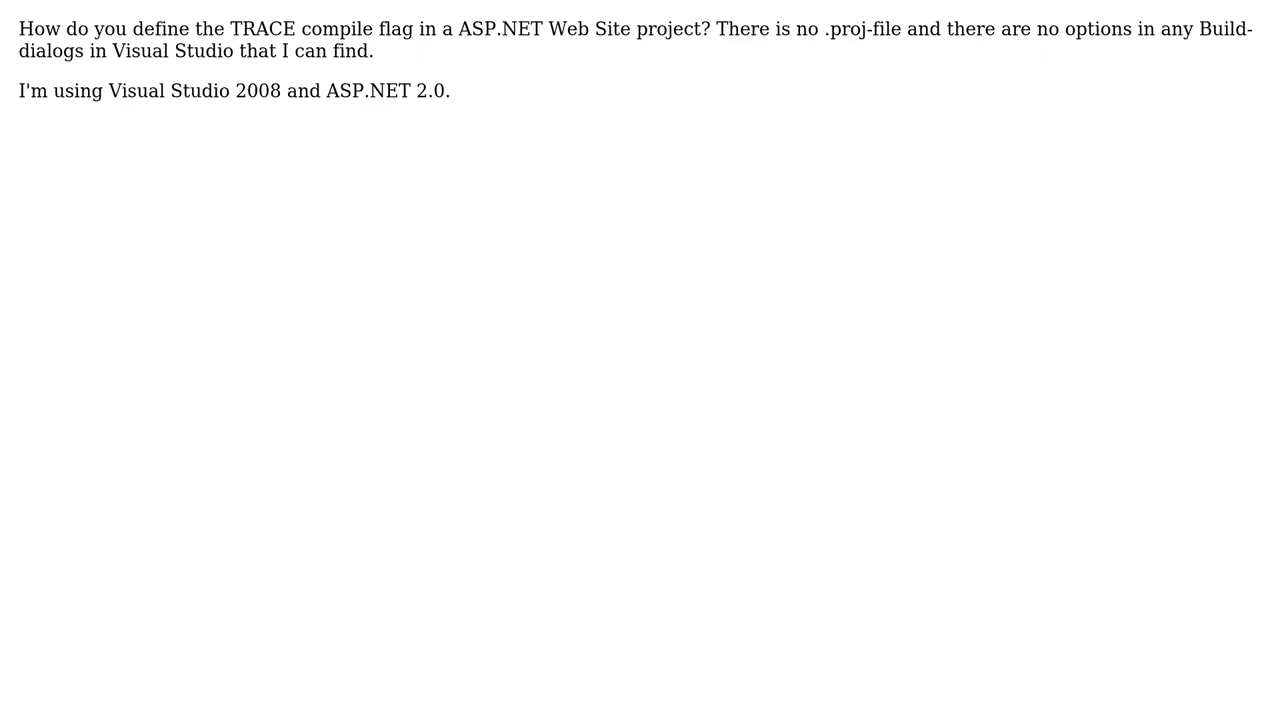 How do you define the TRACE compile flag in a ASP.NET Web Site project? There is no .proj-file and there are no options in any Build-
dialogs in Visual Studio that I can find.
I'm using Visual Studio 2008 and ASP.NET 2.0.